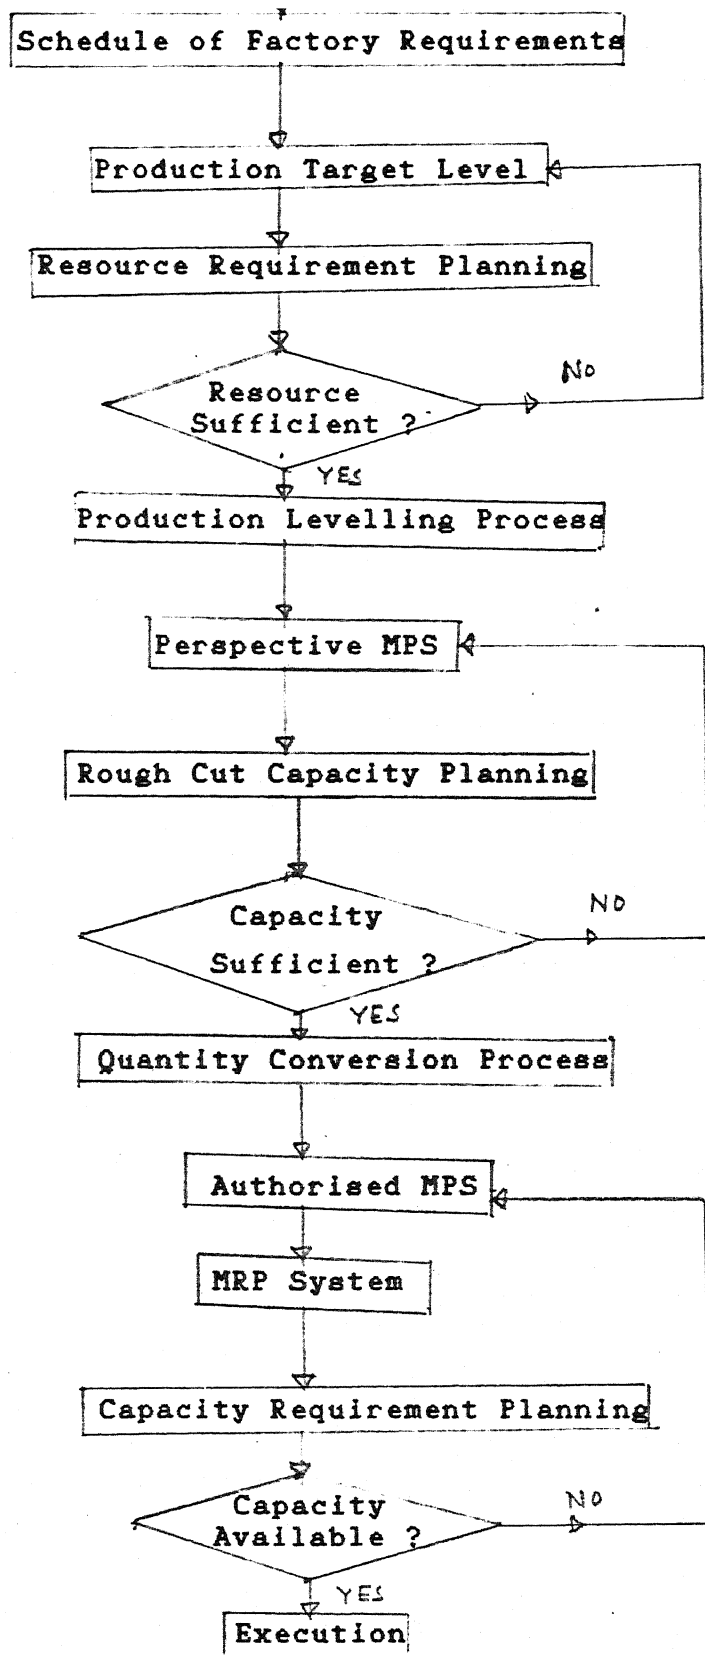 Schedule of Factory Requirements
Production Target Level
Resource Requirement Planning
NO
Resource
Sufficient ?
YES
Production Levelling Process
Perspective MPS
Rough Cut Capacity Planning
NO
Capacity
Sufficient ?
YES
Quantity Conversion Process
Authorised MPS
MRP System
Capacity Requirement Planning
NO
Capacity
Available ?
YES
Execution